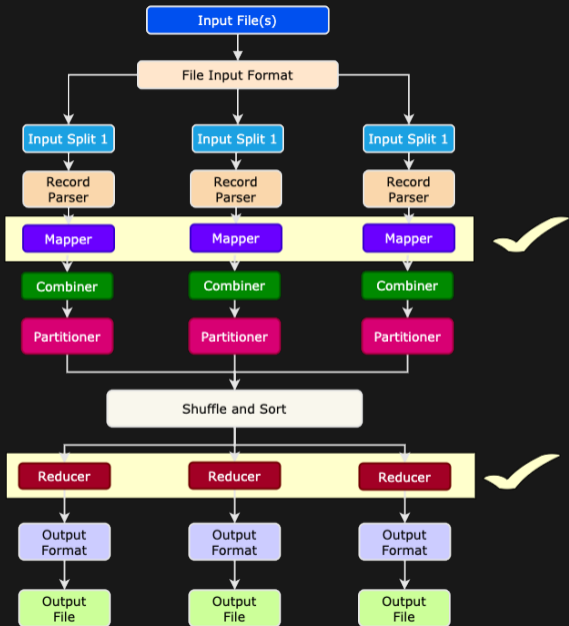 Input File(s)
File Input Format
Input Split 1
Input Split 1
Input Split 1
Record
Parser
Record
Parser
Record
Parser
Mapper
Mapper
Mapper
Combiner
Combiner
Combiner
Partitioner
Partitioner
Partitioner
Shuffle and Sort
Reducer
Reducer
Reducer
Output
Format
Output
Format
Output
Format
Output
File
Output
File
Output
File